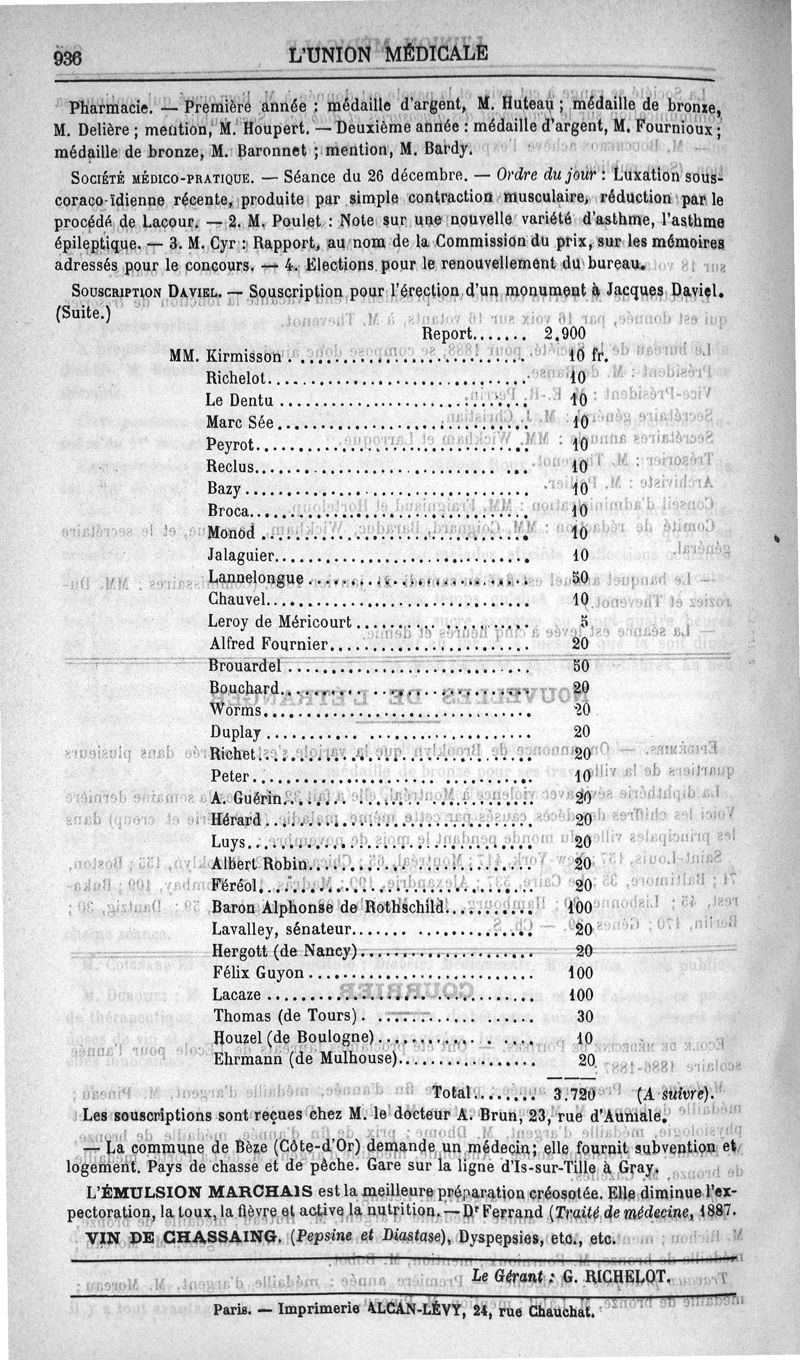 936 L'UNION MÉDICALE
Pharmacie. — Première année : médaille d'argent, M. Huteau ; médaille de bronze,
M. Delière ; mention, M. Houpert. — Deuxième année : médaille d'argent, M. Fournioux ;
médaille de bronze, M. Baronnet ; mention, M. Bardy.
SOCIÉTÉ MÉDICO-PRATIQUE. — Séance du 26 décembre. — Ordre du jour : Luxation sous-
coraco-ïdienne récente, produite par simple contraction musculaire, réduction par le
procédé de Lacour. — 2. M. Poulet : Note sur une nouvelle variété d'asthme, l'asthme
épileptique. — 3. M. Cyr : Rapport, au nom de la Commission du prix, sur les mémoires
adressés pour le concours. — 4. Elections pour le renouvellement du bureau.
SOUSCRIPTION DAVIEL. — Souscription pour l'érection d'un monument à Jacques Daviel.
(Suite.)
Report....... 2.900
MM. Kirmisson ............................ 10 fr.
Richelot.............................. 10
Le Dentu ............................ 10
Marc Sée............................. 10
Peyrot................................ 10
Reclus................................ 10
Bazy................................. 10
Broca................................. 10
Monod ............................... 10
Jalaguier.............................. 10
Lannelongue.......................... 50
Chauvel............................... 10
Leroy de Méricourt.................... 5
Alfred Fournier........................ 20
Brouardel ............................. 50
Bouchard.............................. 20
Worms................................ 20
Duplay ............................... 20
Richet................................. 20
Peter.................................. 10
A. Guérin.............................. 20
Hérard................................ 20
Luys.................................. 20
Albert Robin........................... 20
Féréol................................. 20
Baron Alphonse de Rothschild........... 100
Lavalley, sénateur...................... 20
Hergott (de Nancy)..................... 20
Félix Guyon........................... 100
Lacaze ................................ 100
Thomas (de Tours)..................... 30
Houzel (de Boulogne)................... 10
Ehrmann (de Mulhouse)................. 20
Total........ 3.720 (A suivre).
Les souscriptions sont reçues chez M. le docteur A. Brun, 23, rue d'Aumale.
— La commune de Bèze (Côte-d'Or) demande un médecin; elle fournit subvention et
logement. Pays de chasse et de pêche. Gare sur la ligne d'Is-sur-Tille à Gray.
L'ÉMULSION MARCHAIS est la meilleure préparation créosotée. Elle diminue l'ex-
pectoration, la toux, la fièvre et active la nutrition. — Dr Ferrand (Traité de médecine, 1887.
VIN DE CHASSAING. (Pepsine et Diastase), Dyspepsies, etc., etc.
Le Gérant : G. RICHELOT.
Paris. — Imprimerie ALCAN-LÉVY, 24, rue Chauchat.